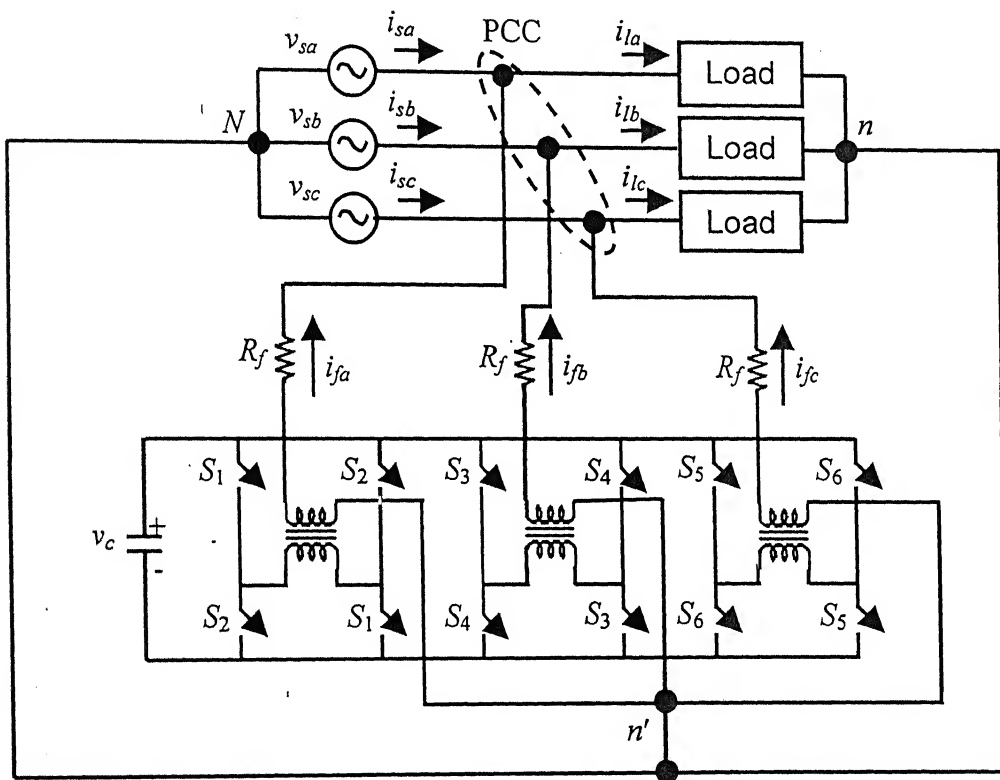 v_sa i_sa PCC i_la Load
N v_sb i_sb i_lb Load n
v_sc i_sc i_lc Load
R_f i_fa R_f i_fb R_f i_fc
S_1 S_2 S_3 S_4 S_5 S_6
v_c + -
S_2 S_1 S_4 S_3 S_6 S_5
n'